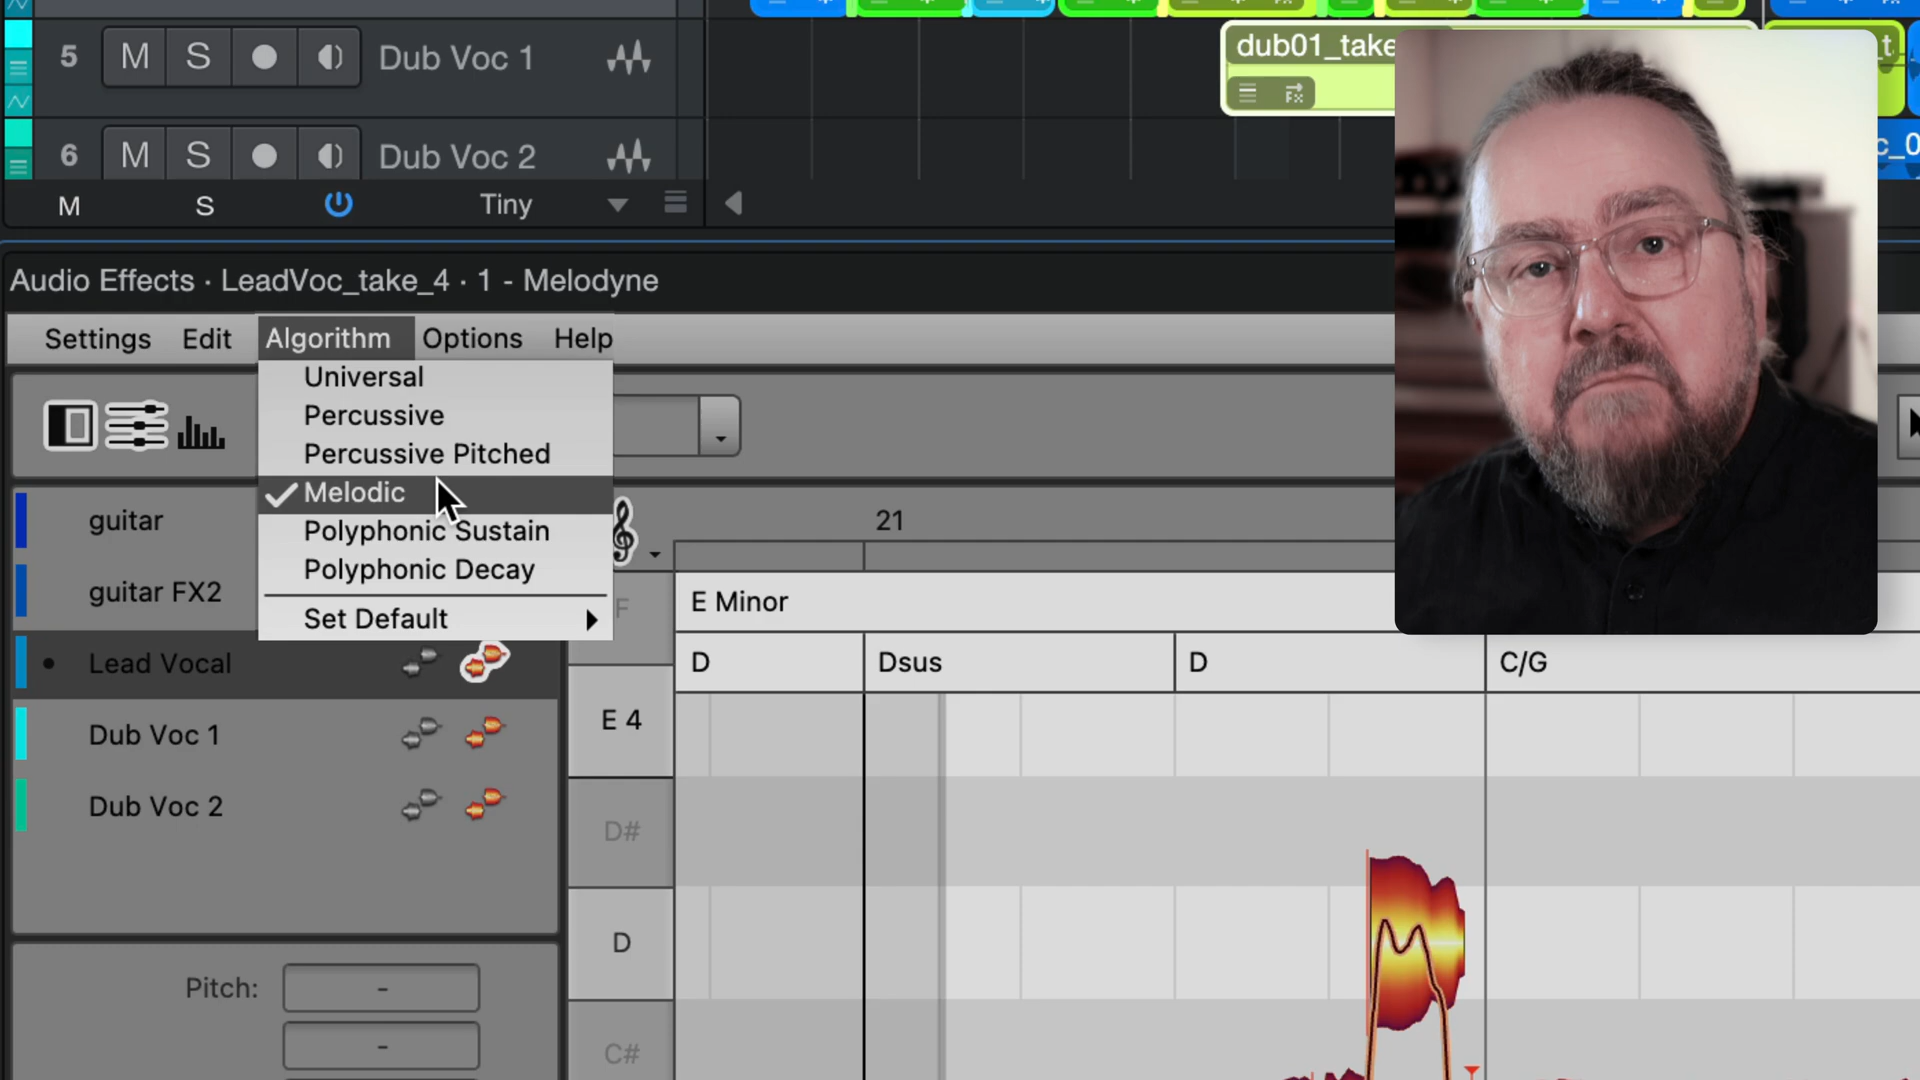 5 M S Dub Voc 1
dub01_take
t
6 M S Dub Voc 2
c_0
M S Tiny
FX
Audio Effects · LeadVoc_take_4 · 1 - Melodyne
Settings Edit Algorithm Options Help
Universal
Percussive
Percussive Pitched
Melodic
Polyphonic Sustain
Polyphonic Decay
Set Default
guitar
guitar FX2
Lead Vocal
Dub Voc 1
Dub Voc 2
21
E Minor
D Dsus D C/G
F
E 4
D#
D
C#
Pitch: -
-